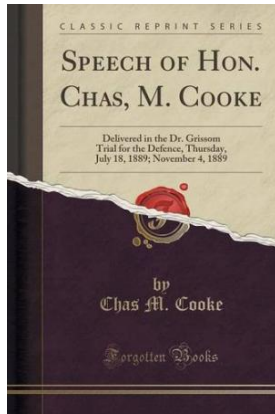 CLASSIC REPRINT SERIES
SPEECH OF HON.
CHAS, M. COOKE
Delivered in the Dr. Grissom
Trial for the Defence, Thursday,
July 18, 1889; November 4, 1889
by
Chas M. Cooke
Forgotten Books